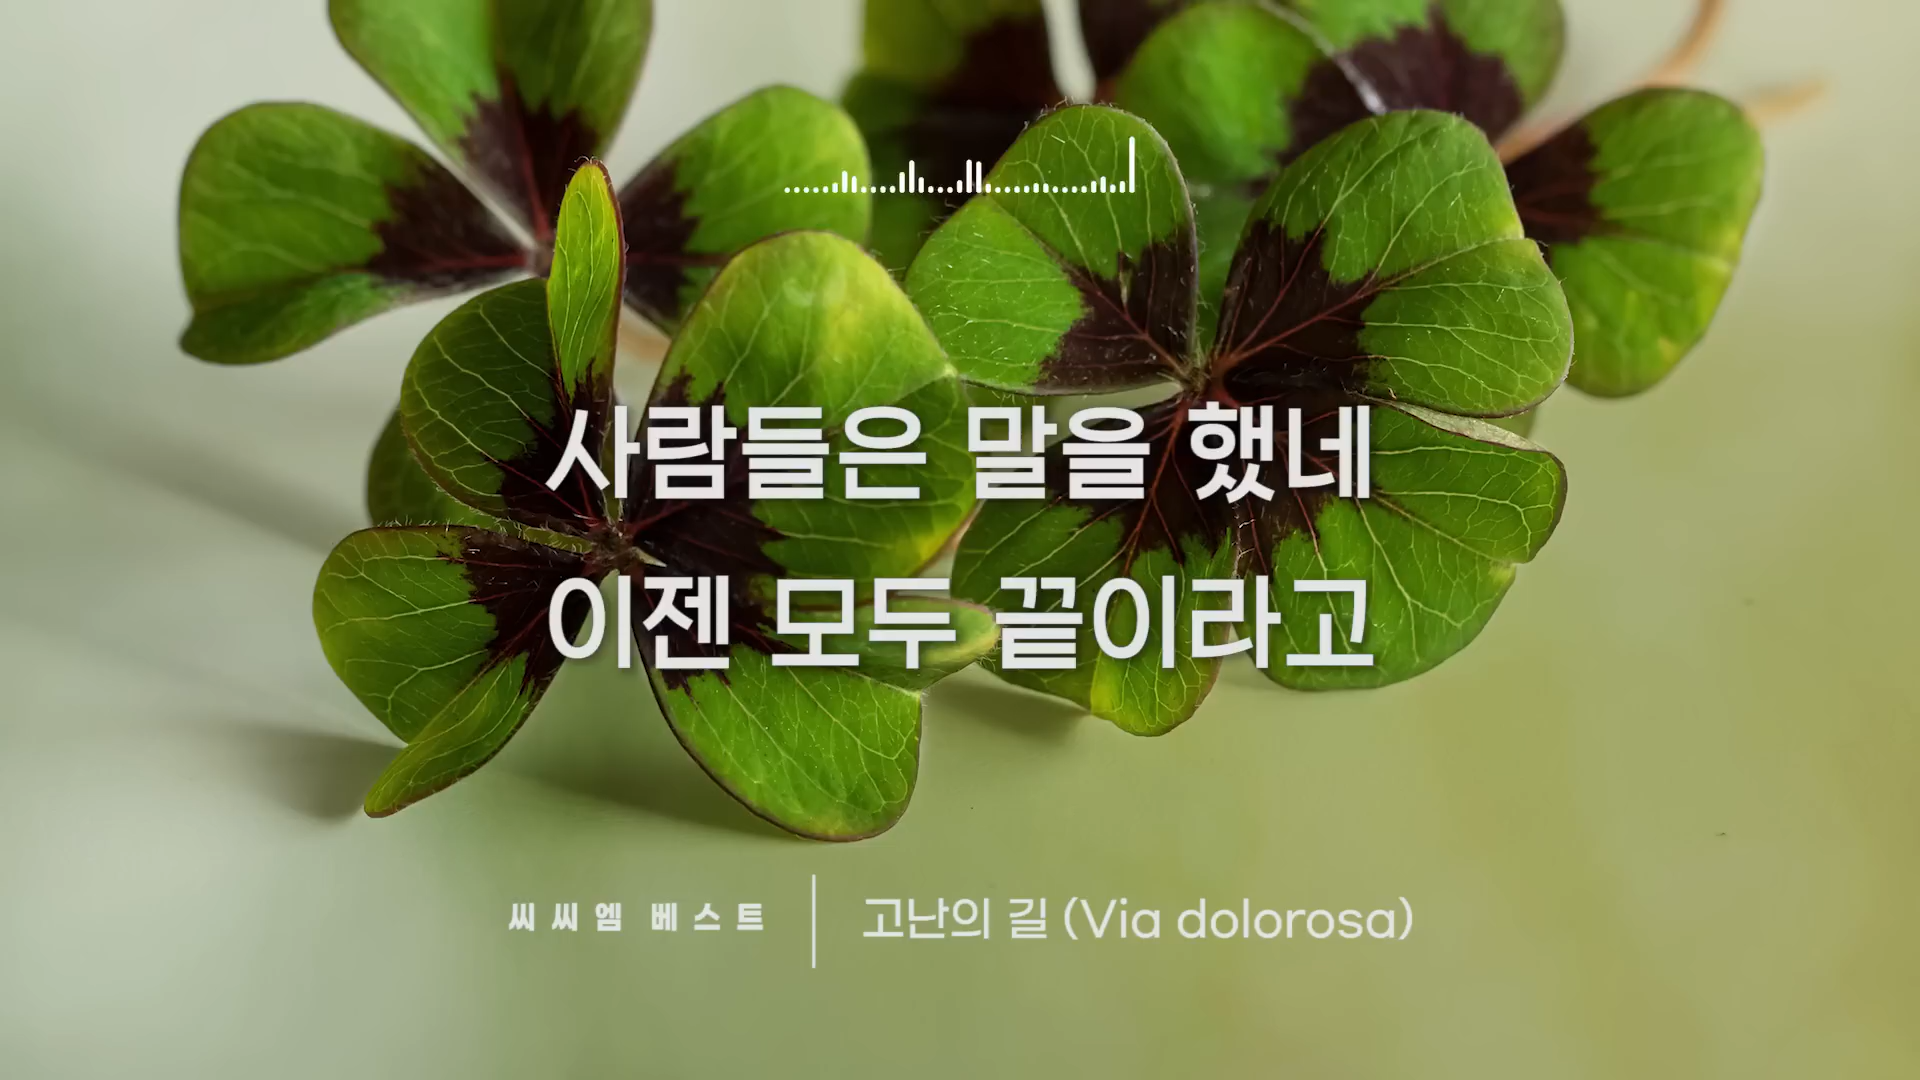 사람들은 말을 했네
이젠 모두 끝이라고
씨씨엠 베스트
고난의 길 (Via dolorosa)